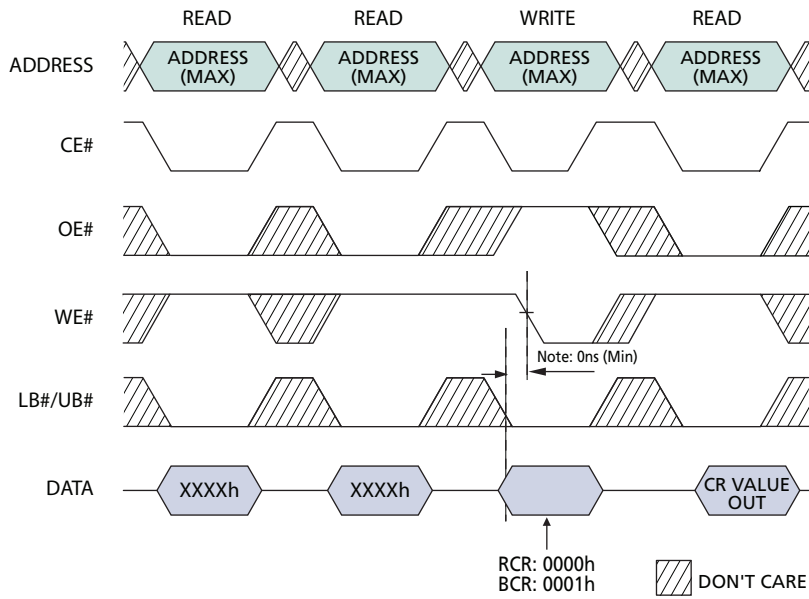 READ READ WRITE READ
ADDRESS ADDRESS (MAX) ADDRESS (MAX) ADDRESS (MAX) ADDRESS (MAX)
CE#
OE#
WE#
Note: 0ns (Min)
LB#/UB#
DATA XXXXh XXXXh CR VALUE OUT
RCR: 0000h
BCR: 0001h
DON'T CARE